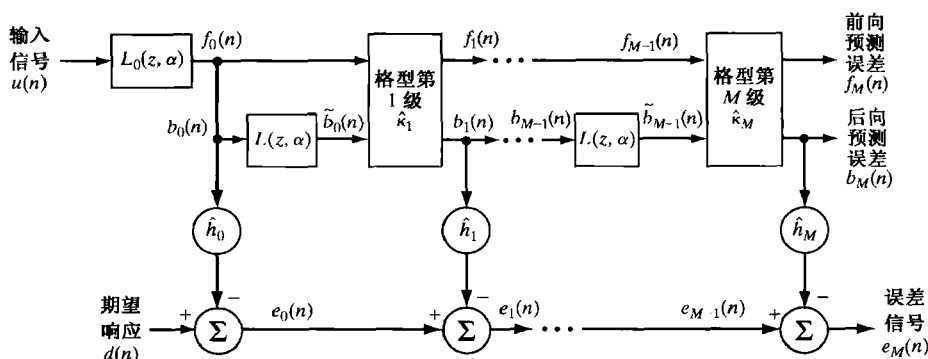 输入
信号
u(n)
L₀(z, α)
f₀(n)
b₀(n)
L(z, α)
b̃₀(n)
格型第
1 级
κ̂₁
f₁(n)
b₁(n)
···
f_{M-1}(n)
b_{M-1}(n)
L(z, α)
b̃_{M-1}(n)
格型第
M 级
κ̂_M
前向
预测
误差
f_M(n)
后向
预测
误差
b_M(n)
ĥ₀
ĥ₁
ĥ_M
期望
响应
d(n)
+
−
Σ
e₀(n)
+
−
Σ
e₁(n)
···
e_{M-1}(n)
+
−
Σ
误差
信号
e_M(n)